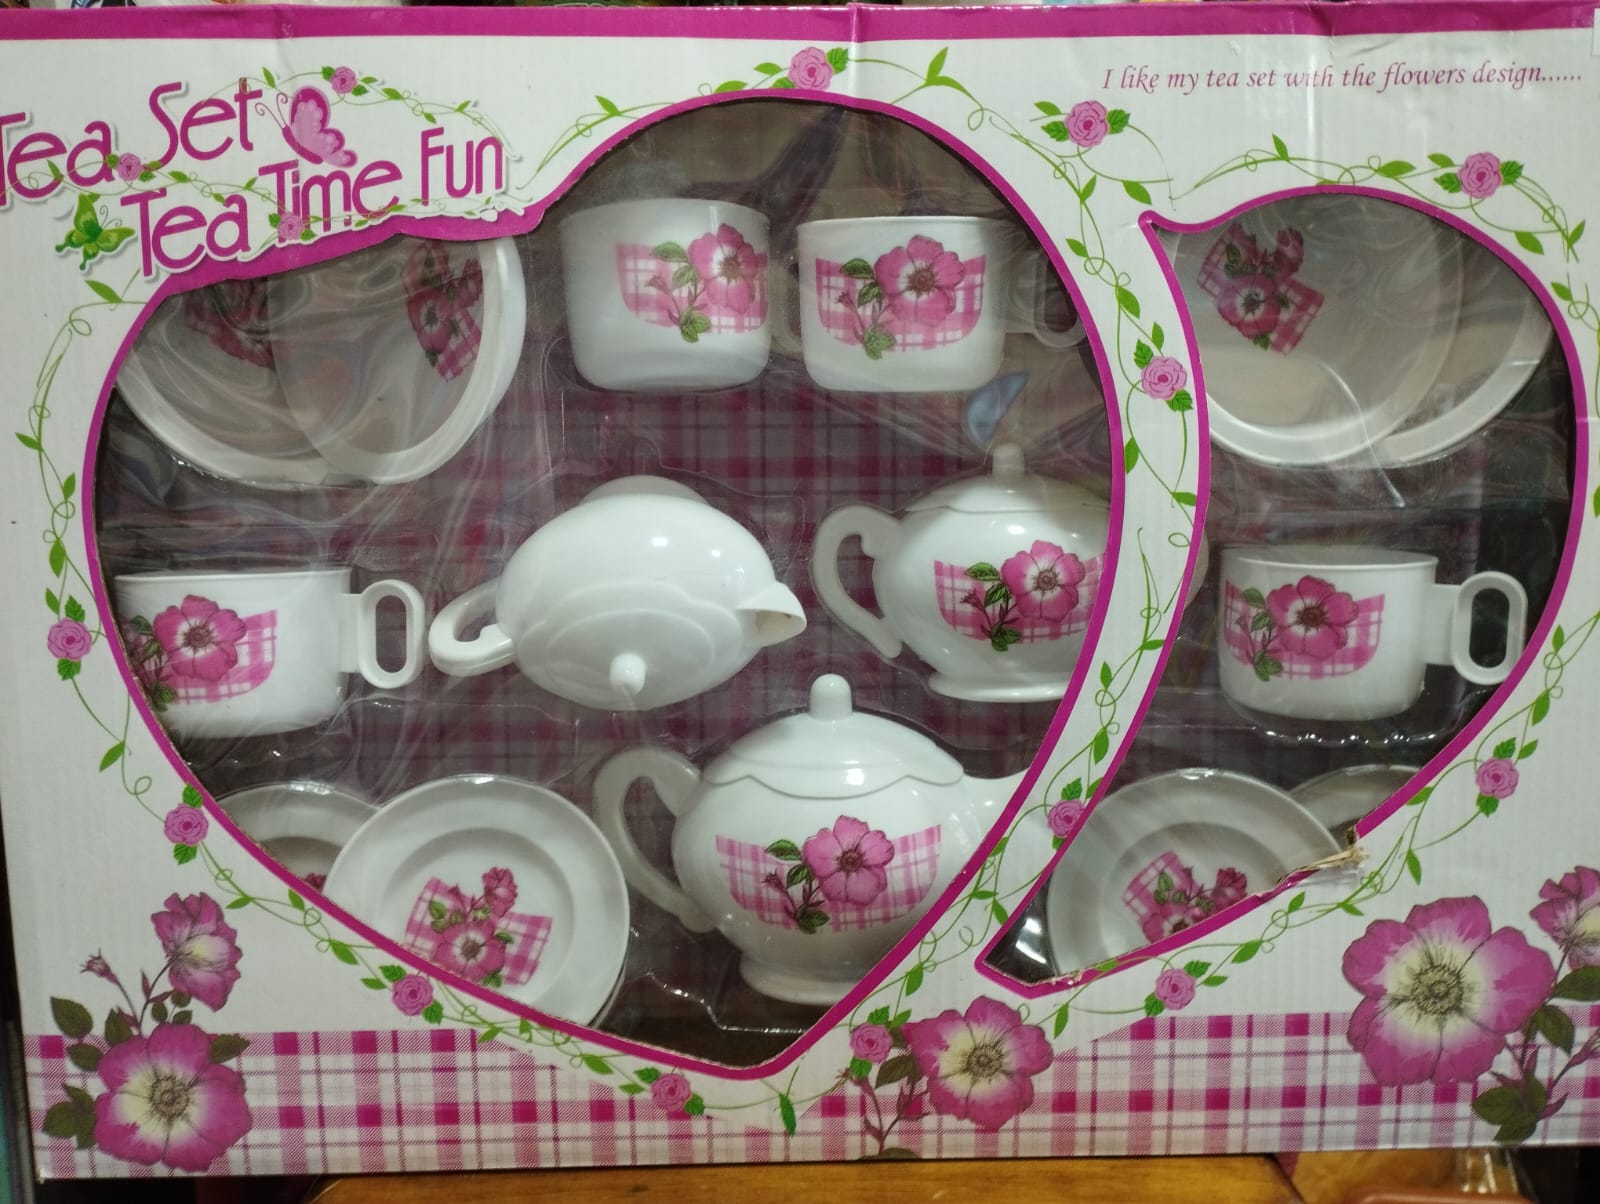 Tea Set
Tea Time Fun
I like my tea set with the flowers design......